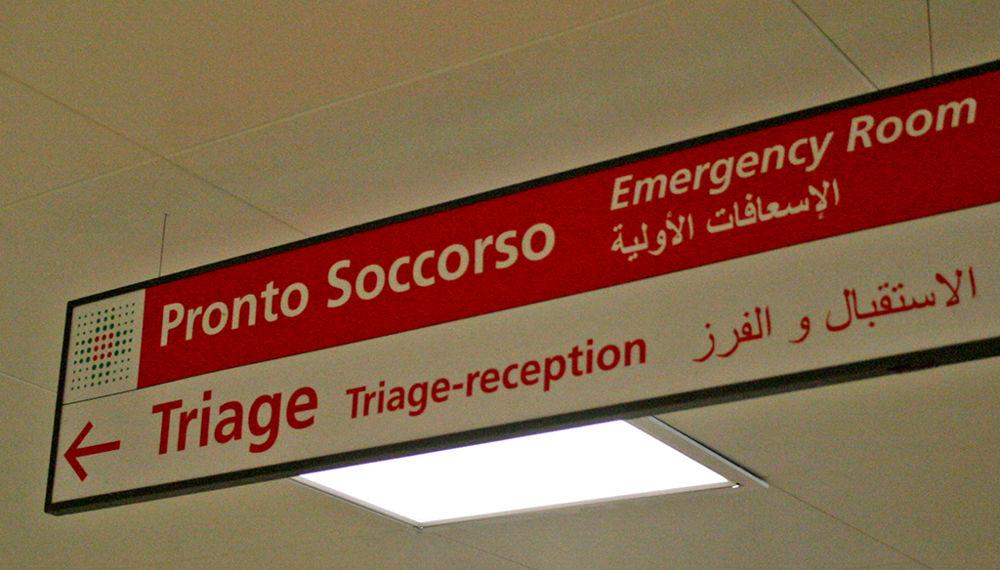 Pronto Soccorso
Emergency Room
الإسعافات الأولية
Triage Triage-reception الاستقبال و الفرز